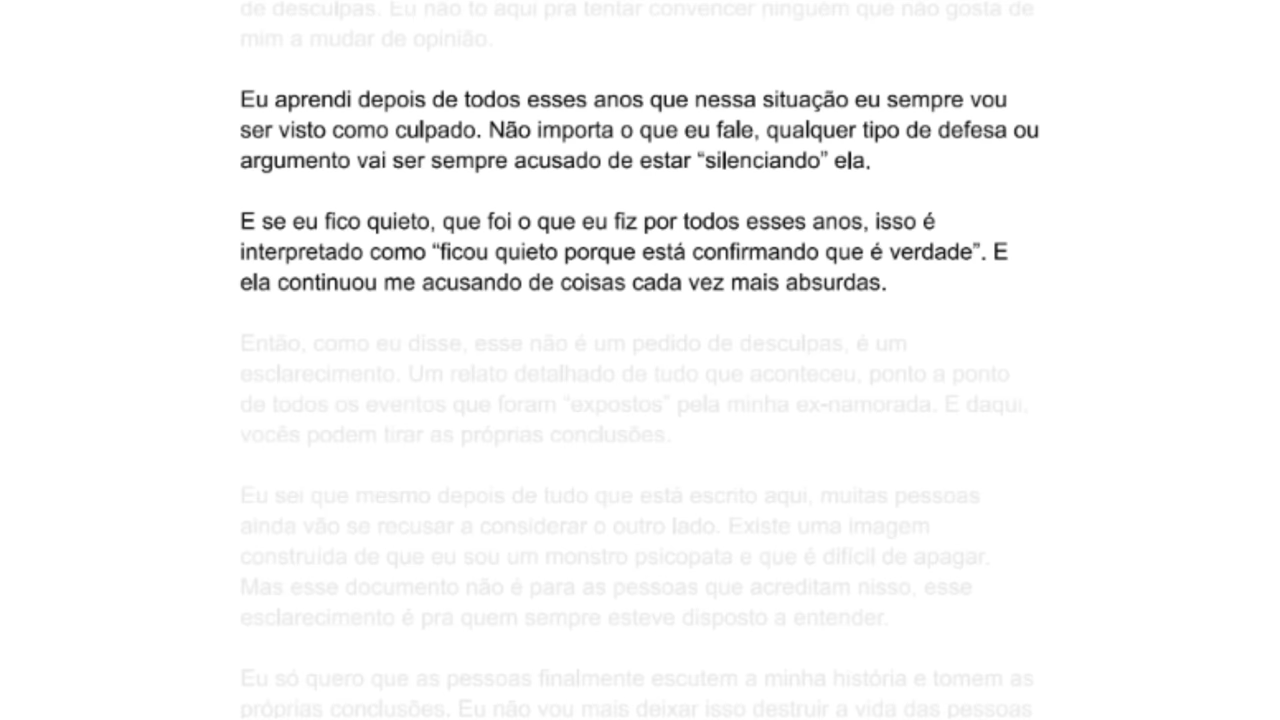 de desculpas. Eu não to aqui pra tentar convencer ninguém que não gosta de
mim a mudar de opinião.
Eu aprendi depois de todos esses anos que nessa situação eu sempre vou
ser visto como culpado. Não importa o que eu fale, qualquer tipo de defesa ou
argumento vai ser sempre acusado de estar “silenciando” ela.
E se eu fico quieto, que foi o que eu fiz por todos esses anos, isso é
interpretado como “ficou quieto porque está confirmando que é verdade”. E
ela continuou me acusando de coisas cada vez mais absurdas.
Então, como eu disse, esse não é um pedido de desculpas, é um
esclarecimento. Um relato detalhado de tudo que aconteceu, ponto a ponto
de todos os eventos que foram “expostos” pela minha ex-namorada. E daqui,
vocês podem tirar as próprias conclusões.
Eu sei que mesmo depois de tudo que está escrito aqui, muitas pessoas
ainda vão se recusar a considerar o outro lado. Existe uma imagem
construída de que eu sou um monstro psicopata e que é difícil de apagar.
Mas esse documento não é para as pessoas que acreditam nisso, esse
esclarecimento é pra quem sempre esteve disposto a entender.
Eu só quero que as pessoas finalmente escutem a minha história e tomem as
próprias conclusões. Eu não vou mais deixar isso destruir a vida das pessoas